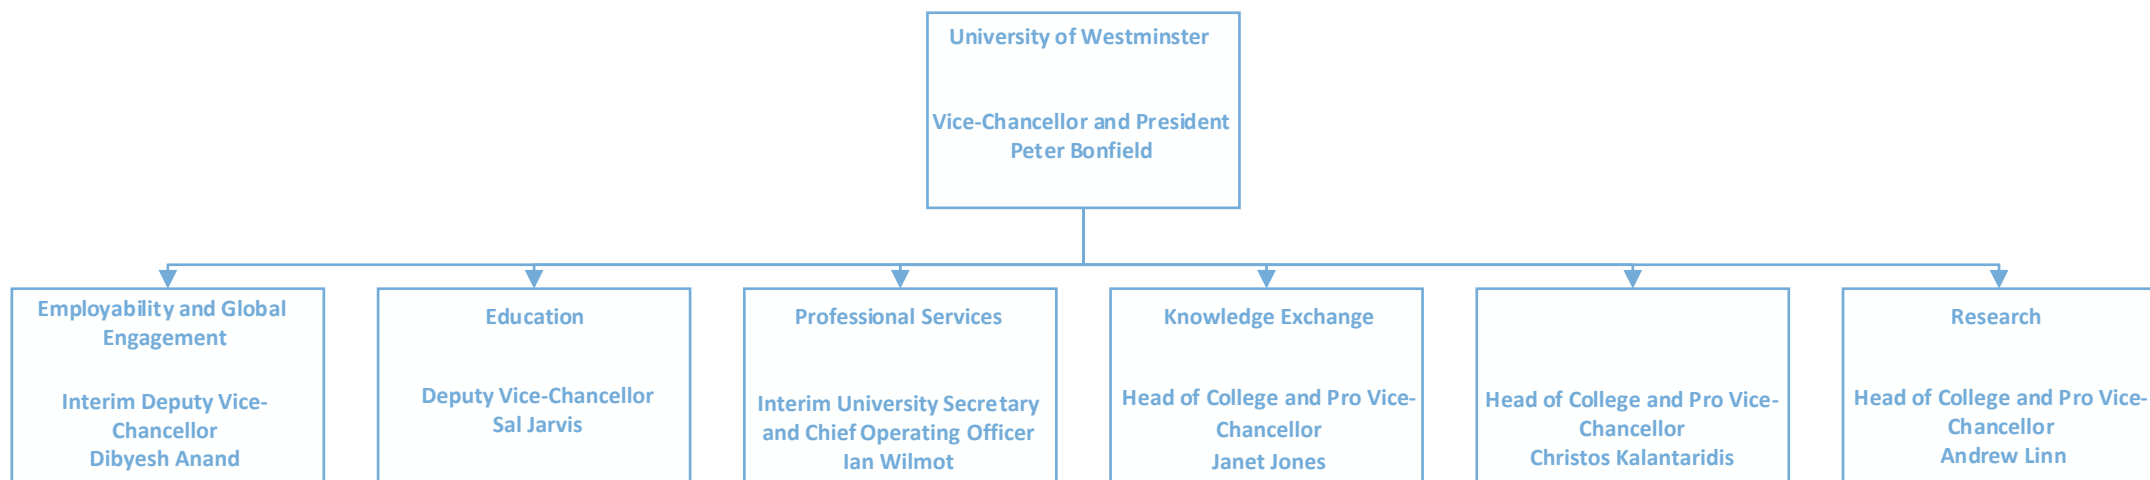 University of Westminster
Vice-Chancellor and President
Peter Bonfield
Employability and Global
Engagement
Interim Deputy Vice-
Chancellor
Dibyesh Anand
Education
Deputy Vice-Chancellor
Sal Jarvis
Professional Services
Interim University Secretary
and Chief Operating Officer
Ian Wilmot
Knowledge Exchange
Head of College and Pro Vice-
Chancellor
Janet Jones
Head of College and Pro Vice-
Chancellor
Christos Kalantaridis
Research
Head of College and Pro Vice-
Chancellor
Andrew Linn